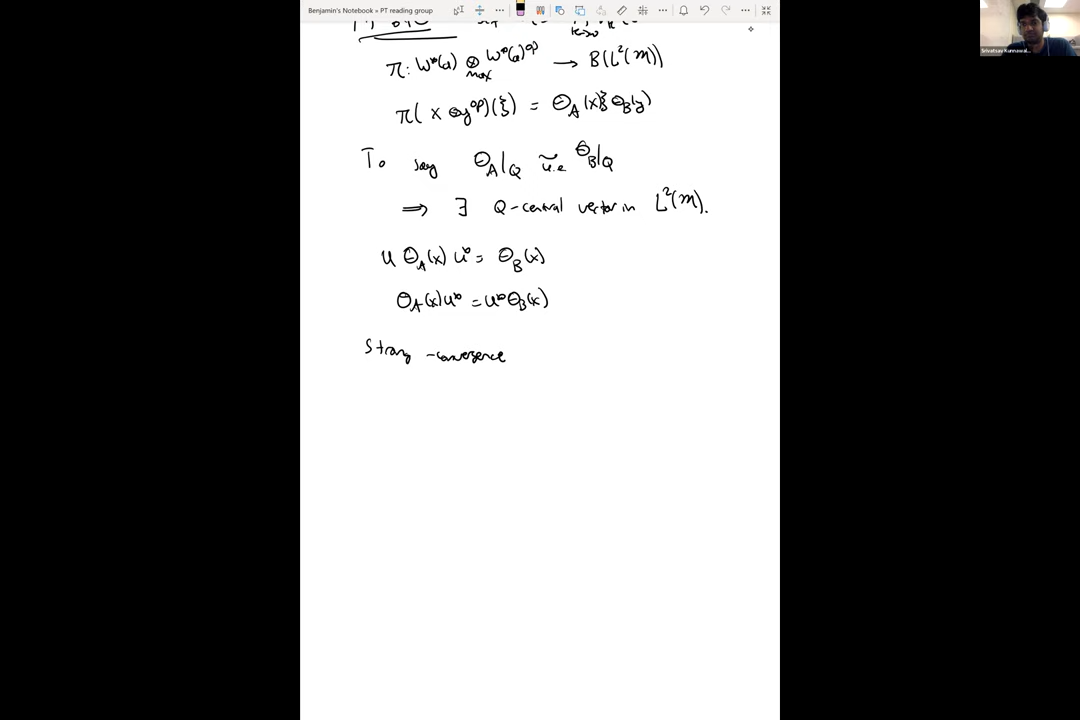 Benjamin's Notebook » PT reading group
π: W*(a) ⊗max W*(a)^op → B(L²(M))
π(x⊗y^op)(ξ) = Θ_A(x)ξΘ_B(y)
To say Θ_A|Q ~u.e Θ_B|Q
⟹ ∃ Q-central vector in L²(M).
u Θ_A(x) u* = Θ_B(x)
Θ_A(x)u* = u*Θ_B(x)
Strong-convergence